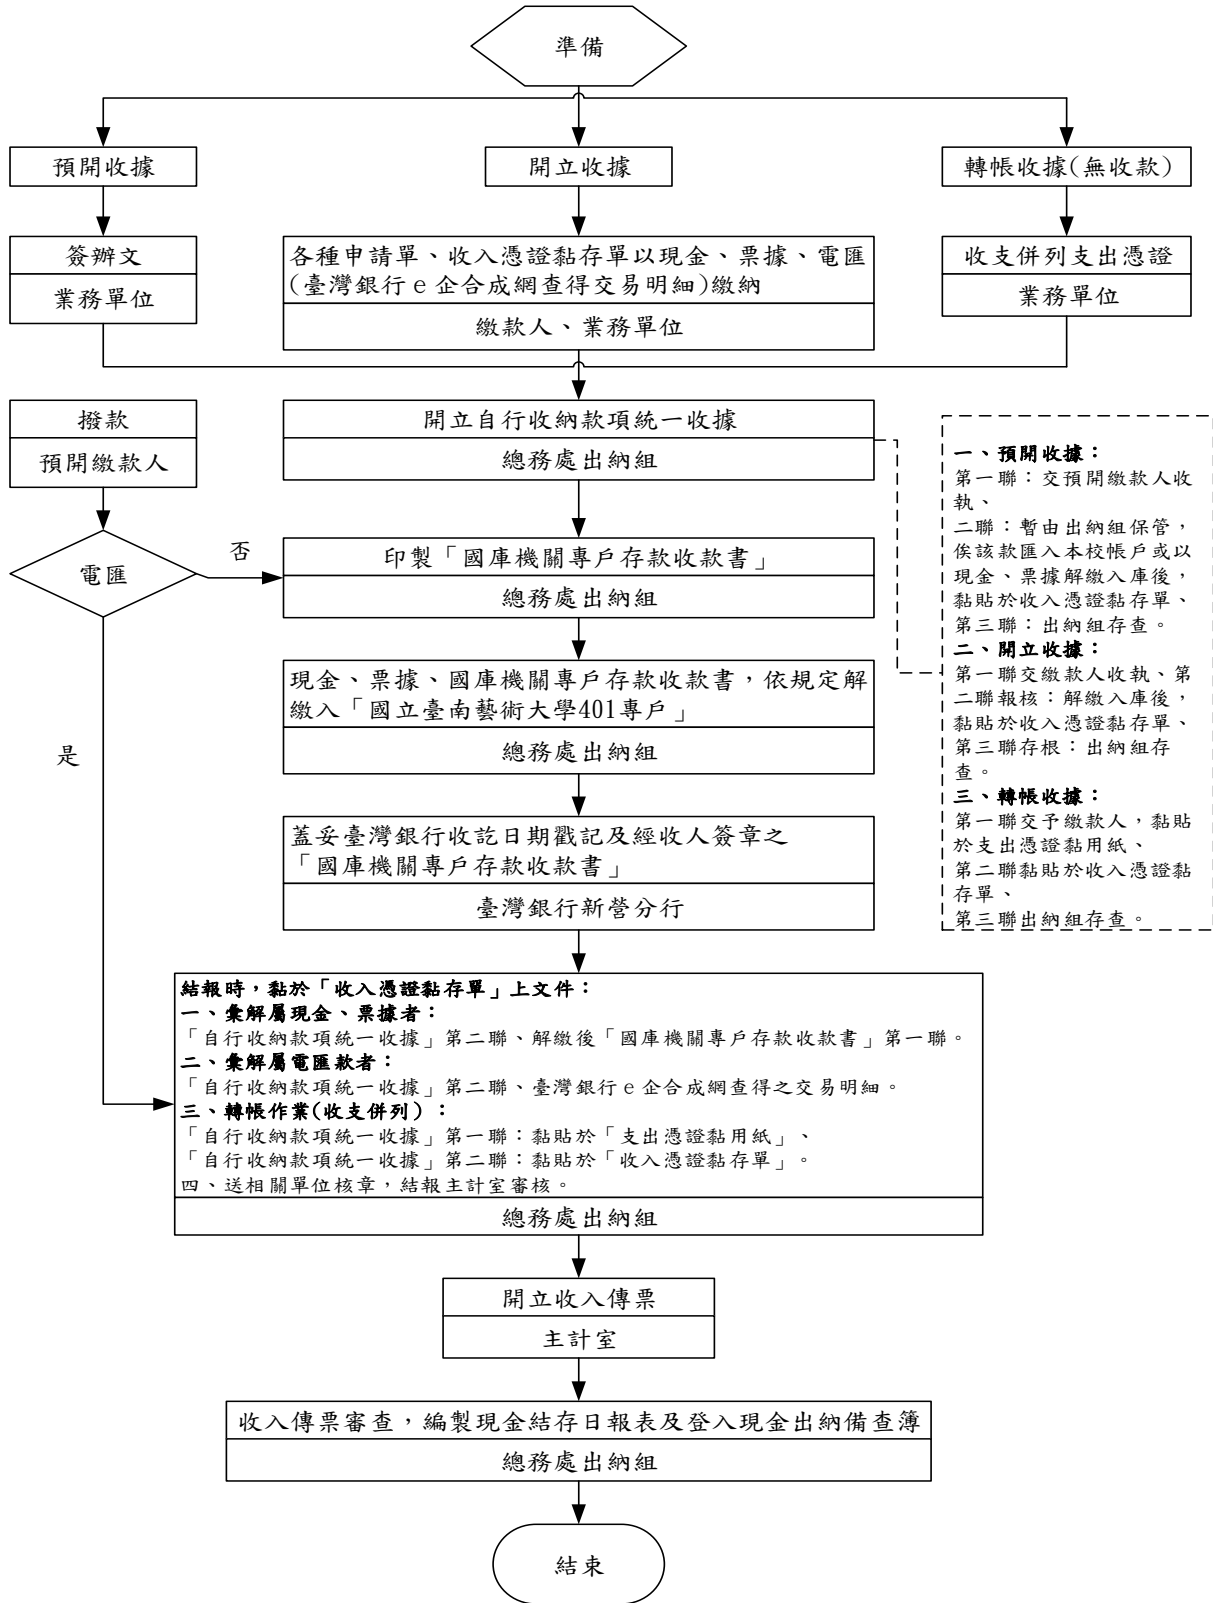 準備
預開收據
開立收據
轉帳收據(無收款)
簽辦文
業務單位
各種申請單、收入憑證黏存單以現金、票據、電匯
(臺灣銀行e企合成網查得交易明細)繳納
繳款人、業務單位
收支併列支出憑證
業務單位
撥款
預開繳款人
開立自行收納款項統一收據
總務處出納組
電匯
否
是
印製「國庫機關專戶存款收款書」
總務處出納組
現金、票據、國庫機關專戶存款收款書，依規定解
繳入「國立臺南藝術大學401專戶」
總務處出納組
蓋妥臺灣銀行收訖日期戳記及經收人簽章之
「國庫機關專戶存款收款書」
臺灣銀行新營分行
一、預開收據：
第一聯：交預開繳款人收
執、
二聯：暫由出納組保管，
俟該款匯入本校帳戶或以
現金、票據解繳入庫後，
黏貼於收入憑證黏存單、
第三聯：出納組存查。
二、開立收據：
第一聯交繳款人收執、第
二聯報核：解繳入庫後，
黏貼於收入憑證黏存單、
第三聯存根：出納組存
查。
三、轉帳收據：
第一聯交予繳款人，黏貼
於支出憑證黏用紙、
第二聯黏貼於收入憑證黏
存單、
第三聯出納組存查。
結報時，黏於「收入憑證黏存單」上文件：
一、彙解屬現金、票據者：
「自行收納款項統一收據」第二聯、解繳後「國庫機關專戶存款收款書」第一聯。
二、彙解屬電匯款者：
「自行收納款項統一收據」第二聯、臺灣銀行e企合成網查得之交易明細。
三、轉帳作業(收支併列)：
「自行收納款項統一收據」第一聯：黏貼於「支出憑證黏用紙」、
「自行收納款項統一收據」第二聯：黏貼於「收入憑證黏存單」。
四、送相關單位核章，結報主計室審核。
總務處出納組
開立收入傳票
主計室
收入傳票審查，編製現金結存日報表及登入現金出納備查簿
總務處出納組
結束